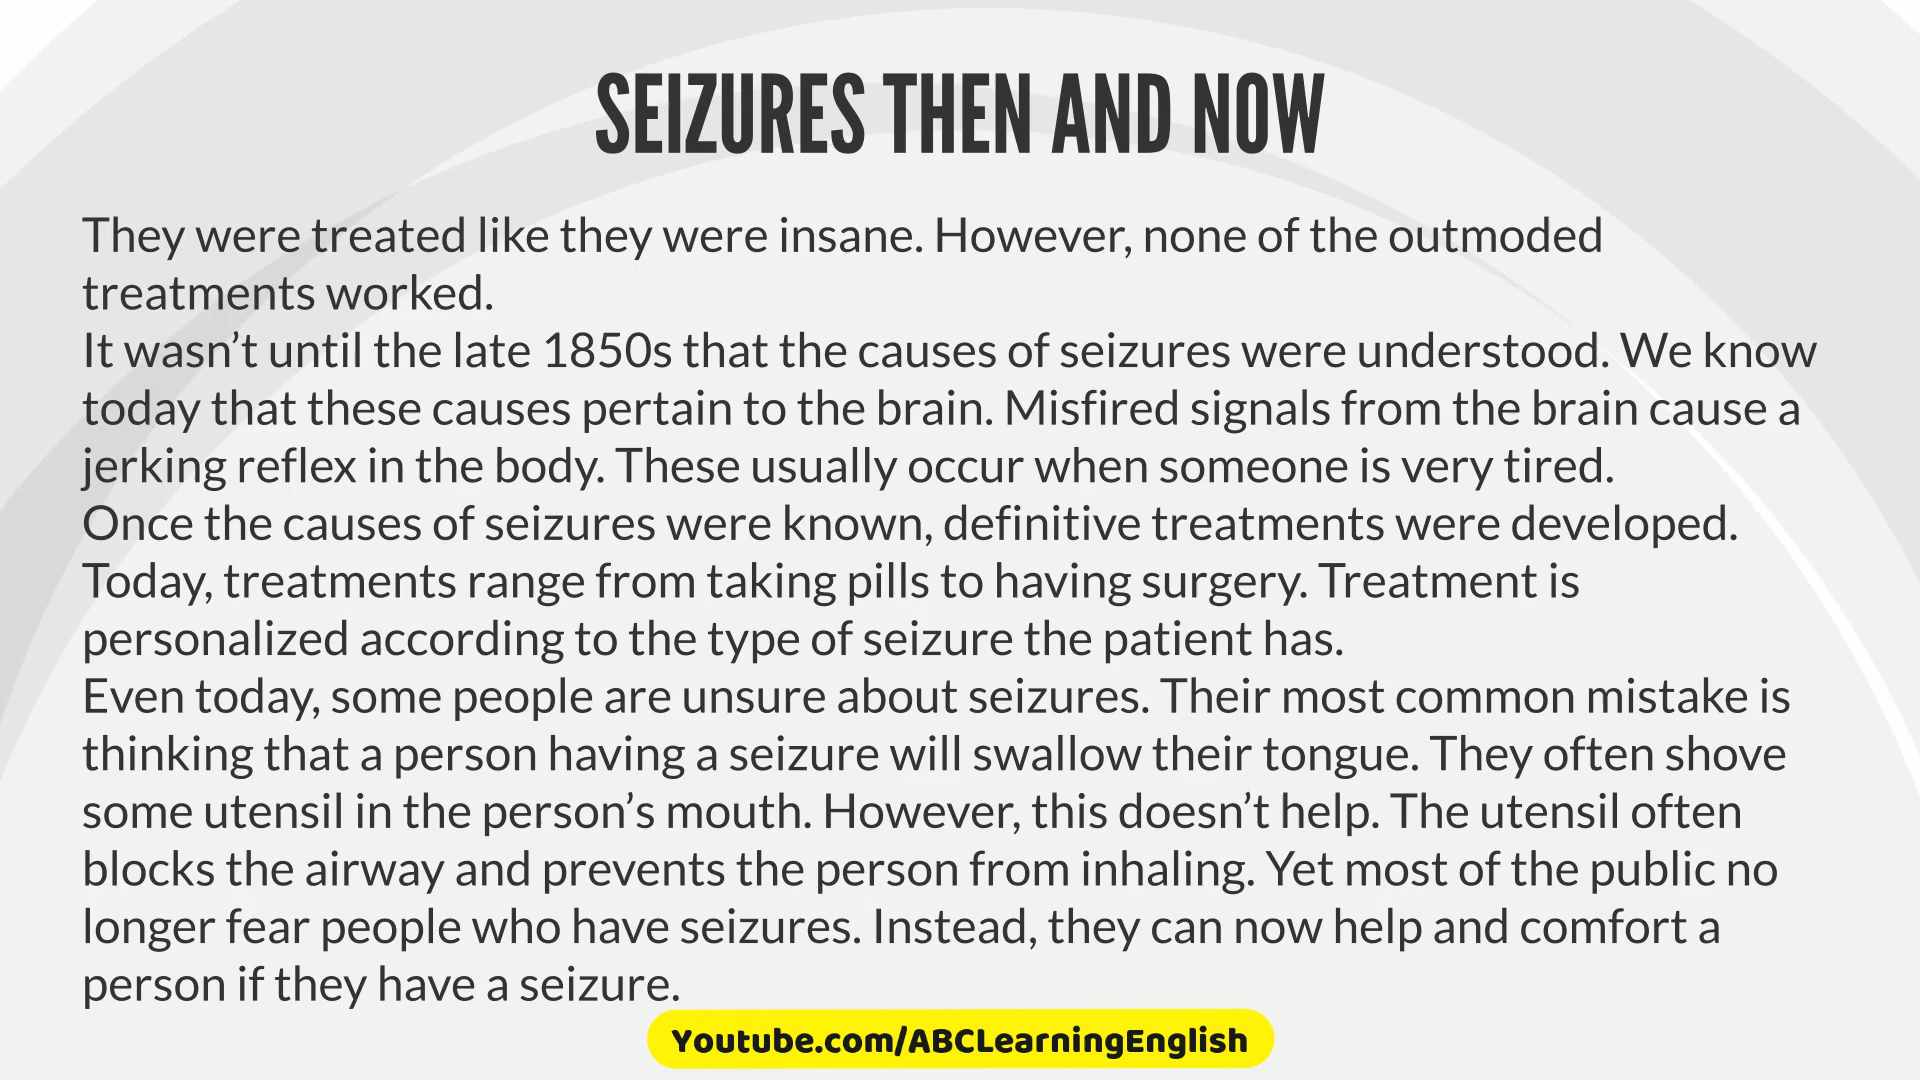 SEIZURES THEN AND NOW
They were treated like they were insane. However, none of the outmoded
treatments worked.
It wasn’t until the late 1850s that the causes of seizures were understood. We know
today that these causes pertain to the brain. Misfired signals from the brain cause a
jerking reflex in the body. These usually occur when someone is very tired.
Once the causes of seizures were known, definitive treatments were developed.
Today, treatments range from taking pills to having surgery. Treatment is
personalized according to the type of seizure the patient has.
Even today, some people are unsure about seizures. Their most common mistake is
thinking that a person having a seizure will swallow their tongue. They often shove
some utensil in the person’s mouth. However, this doesn’t help. The utensil often
blocks the airway and prevents the person from inhaling. Yet most of the public no
longer fear people who have seizures. Instead, they can now help and comfort a
person if they have a seizure.
Youtube.com/ABCLearningEnglish